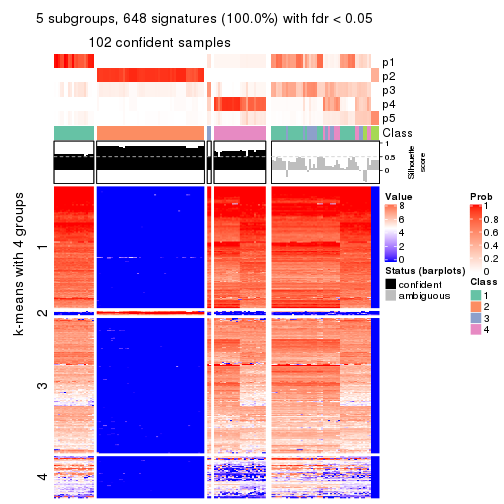 5 subgroups, 648 signatures (100.0%) with fdr < 0.05
102 confident samples
p1
p2
p3
p4
p5
Class
1
0.5
0
Silhouette
score
k-means with 4 groups
1
2
3
4
Value
8
6
4
2
0
Status (barplots)
confident
ambiguous
Prob
1
0.8
0.6
0.4
0.2
0
Class
1
2
3
4